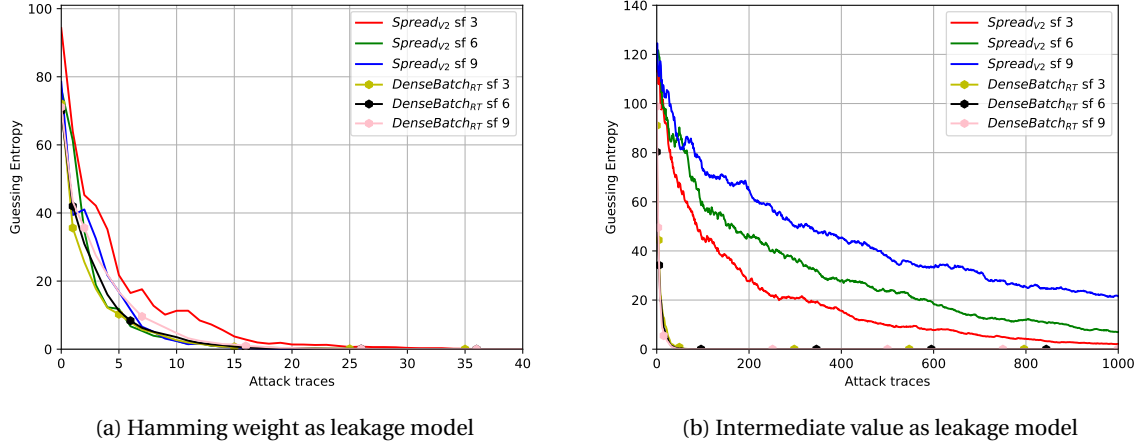 100
80
60
40
20
0
0
5
10
15
20
25
30
35
40
Guessing Entropy
Attack traces
SpreadV2 sf 3
SpreadV2 sf 6
SpreadV2 sf 9
DenseBatchRT sf 3
DenseBatchRT sf 6
DenseBatchRT sf 9
(a) Hamming weight as leakage model
140
120
100
80
60
40
20
0
0
200
400
600
800
1000
Guessing Entropy
Attack traces
SpreadV2 sf 3
SpreadV2 sf 6
SpreadV2 sf 9
DenseBatchRT sf 3
DenseBatchRT sf 6
DenseBatchRT sf 9
(b) Intermediate value as leakage model